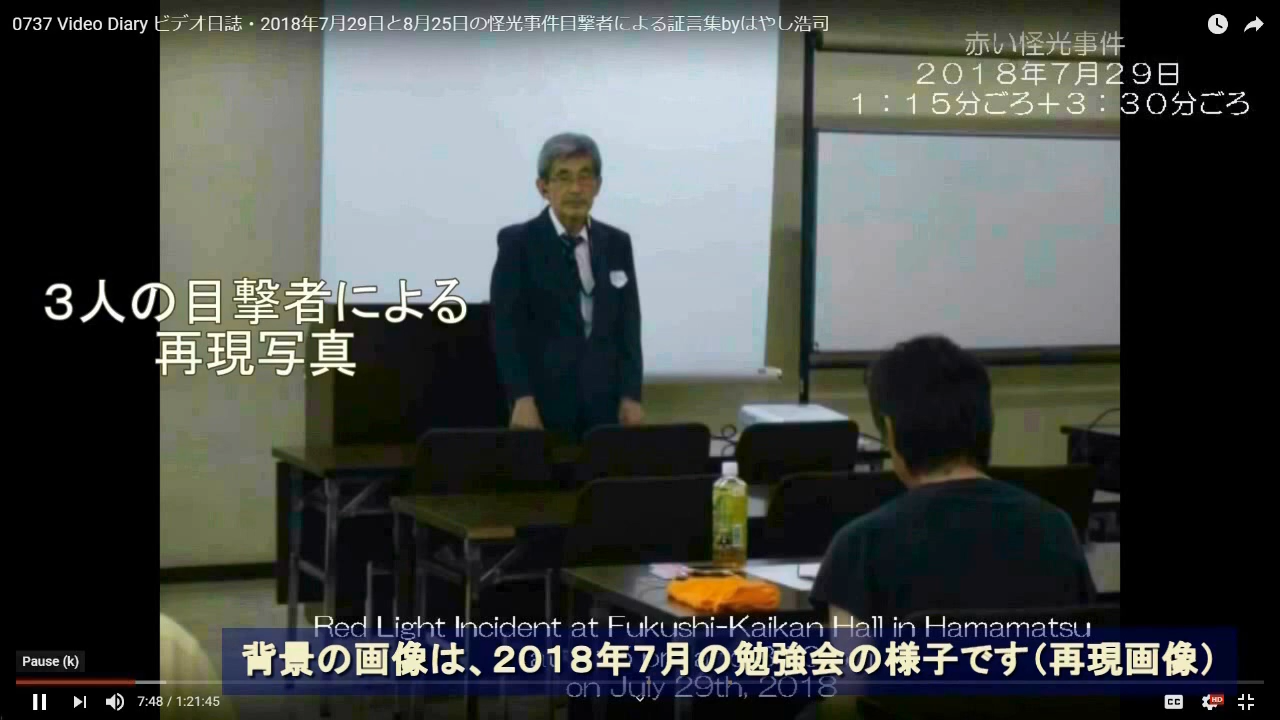 0737 Video Diary ビデオ日誌・2018年7月29日と8月25日の怪光事件目撃者による証言集byはやし浩司
赤い怪光事件
２０１８年７月２９日
１：１５分ごろ＋３：３０分ごろ
３人の目撃者による
再現写真
Red Light Incident at Fukushi-Kaikan Hall in Hamamatsu
背景の画像は、２０１８年７月の勉強会の様子です（再現画像）
on July 29th, 2018
Pause (k)
7:48 / 1:21:45
CC
HD